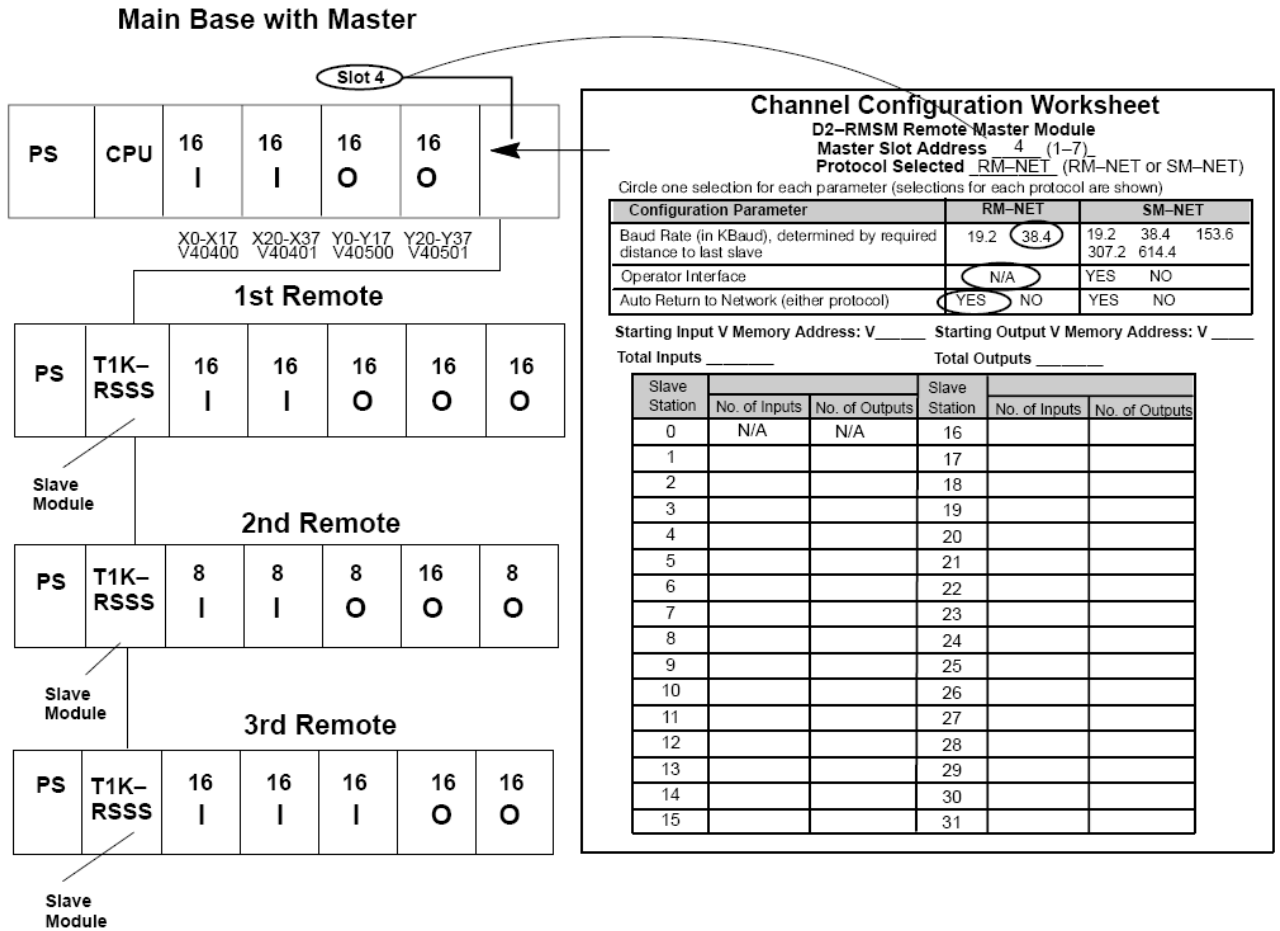 Main Base with Master
Slot 4
PS CPU 16 I 16 I 16 O 16 O
X0-X17 X20-X37 Y0-Y17 Y20-Y37
V40400 V40401 V40500 V40501
1st Remote
PS T1K–RSSS 16 I 16 I 16 O 16 O 16 O
Slave
Module
2nd Remote
PS T1K–RSSS 8 I 8 I 8 O 16 O 8 O
Slave
Module
3rd Remote
PS T1K–RSSS 16 I 16 I 16 I 16 O 16 O
Slave
Module
Channel Configuration Worksheet
D2–RMSM Remote Master Module
Master Slot Address __4__ (1–7)_
Protocol Selected _RM–NET_ (RM–NET or SM–NET)
Circle one selection for each parameter (selections for each protocol are shown)
Configuration Parameter RM–NET SM–NET
Baud Rate (in KBaud), determined by required 19.2 38.4 19.2 38.4 153.6
distance to last slave 307.2 614.4
Operator Interface N/A YES NO
Auto Return to Network (either protocol) YES NO YES NO
Starting Input V Memory Address: V______ Starting Output V Memory Address: V _____
Total Inputs ________ Total Outputs ________
Slave Slave
Station No. of Inputs No. of Outputs Station No. of Inputs No. of Outputs
0 N/A N/A 16
1 17
2 18
3 19
4 20
5 21
6 22
7 23
8 24
9 25
10 26
11 27
12 28
13 29
14 30
15 31